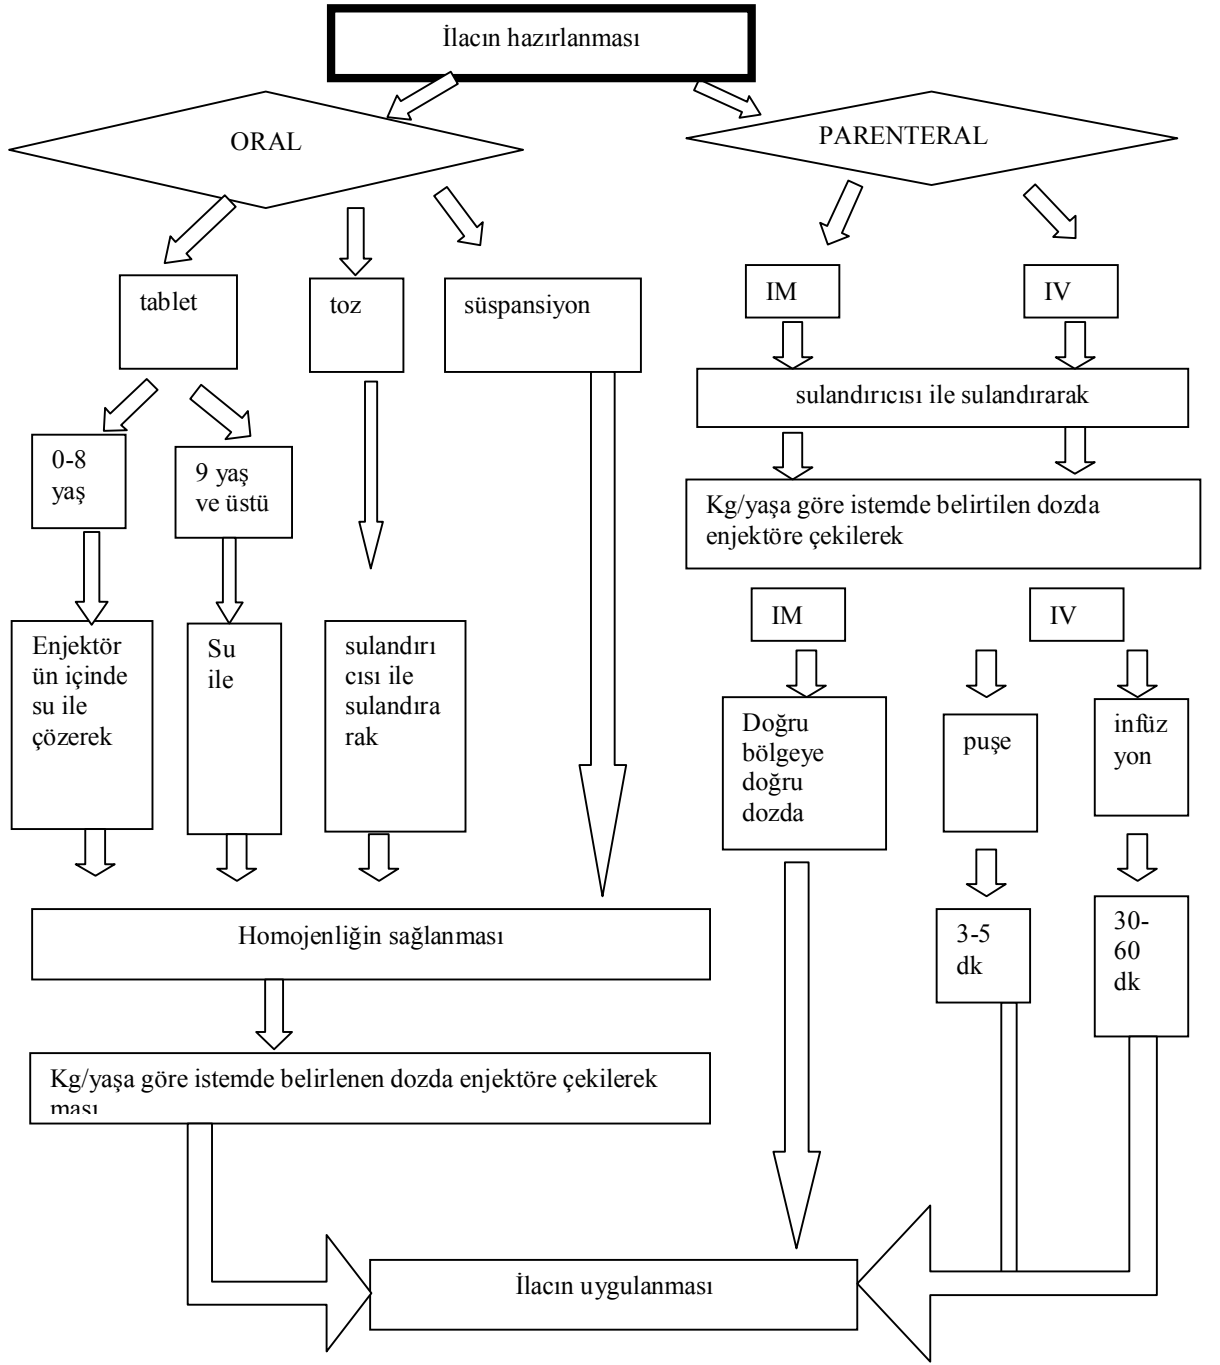 İlacın hazırlanması
ORAL
PARENTERAL
tablet
toz
süspansiyon
IM
IV
sulandırıcısı ile sulandırarak
0-8
yaş
9 yaş
ve üstü
Kg/yaşa göre istemde belirtilen dozda
enjektöre çekilerek
IM
IV
Enjektör
ün içinde
su ile
çözerek
Su
ile
sulandırı
cısı ile
sulandıra
rak
Doğru
bölgeye
doğru
dozda
puşe
infüz
yon
3-5
dk
30-
60
dk
Homojenliğin sağlanması
Kg/yaşa göre istemde belirlenen dozda enjektöre çekilerek
ması
İlacın uygulanması